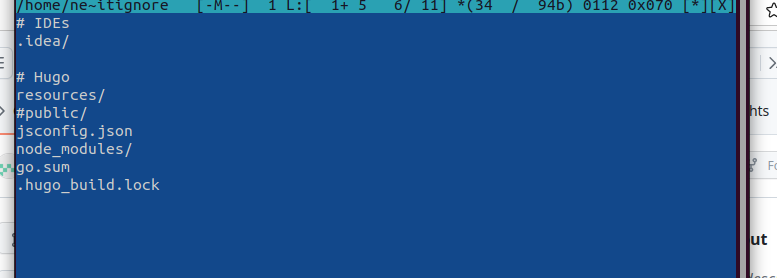 /home/ne~itignore   [-M--]  1 L:[  1+ 5   6/ 11] *(34  /  94b) 0112 0x070 [*][X]
# IDEs
.idea/

# Hugo
resources/
#public/
jsconfig.json
node_modules/
go.sum
.hugo_build.lock
hts
Fo
ut